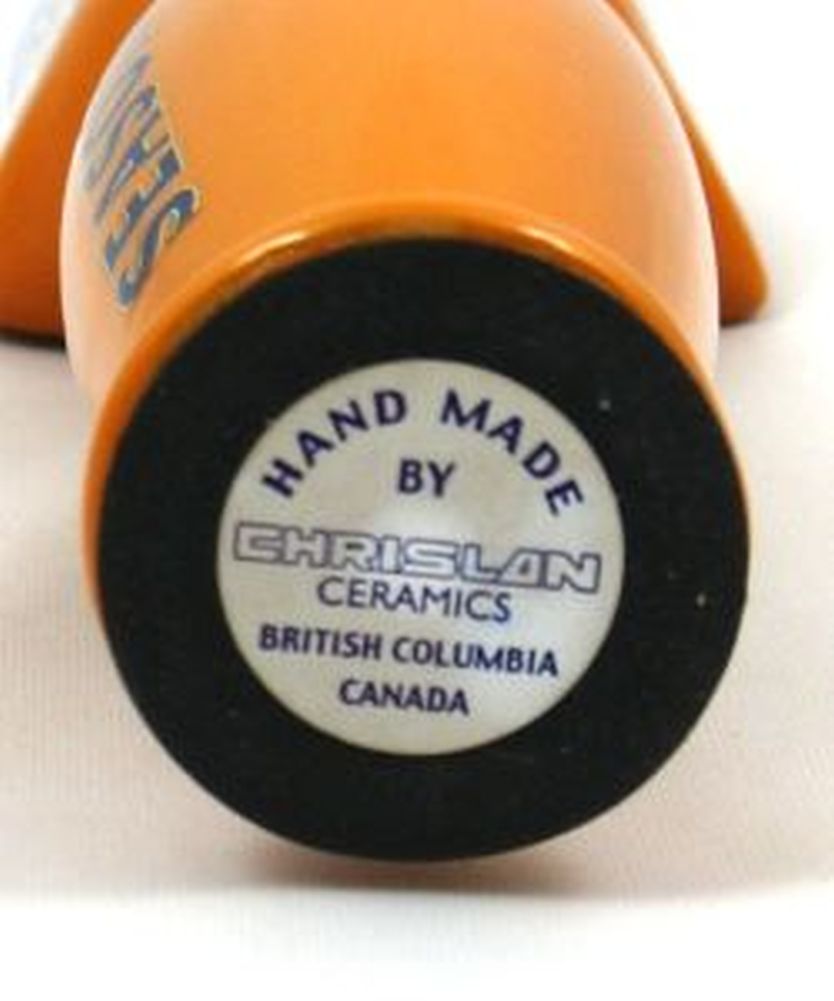 HAND MADE
BY
CHRISLAN
CERAMICS
BRITISH COLUMBIA
CANADA